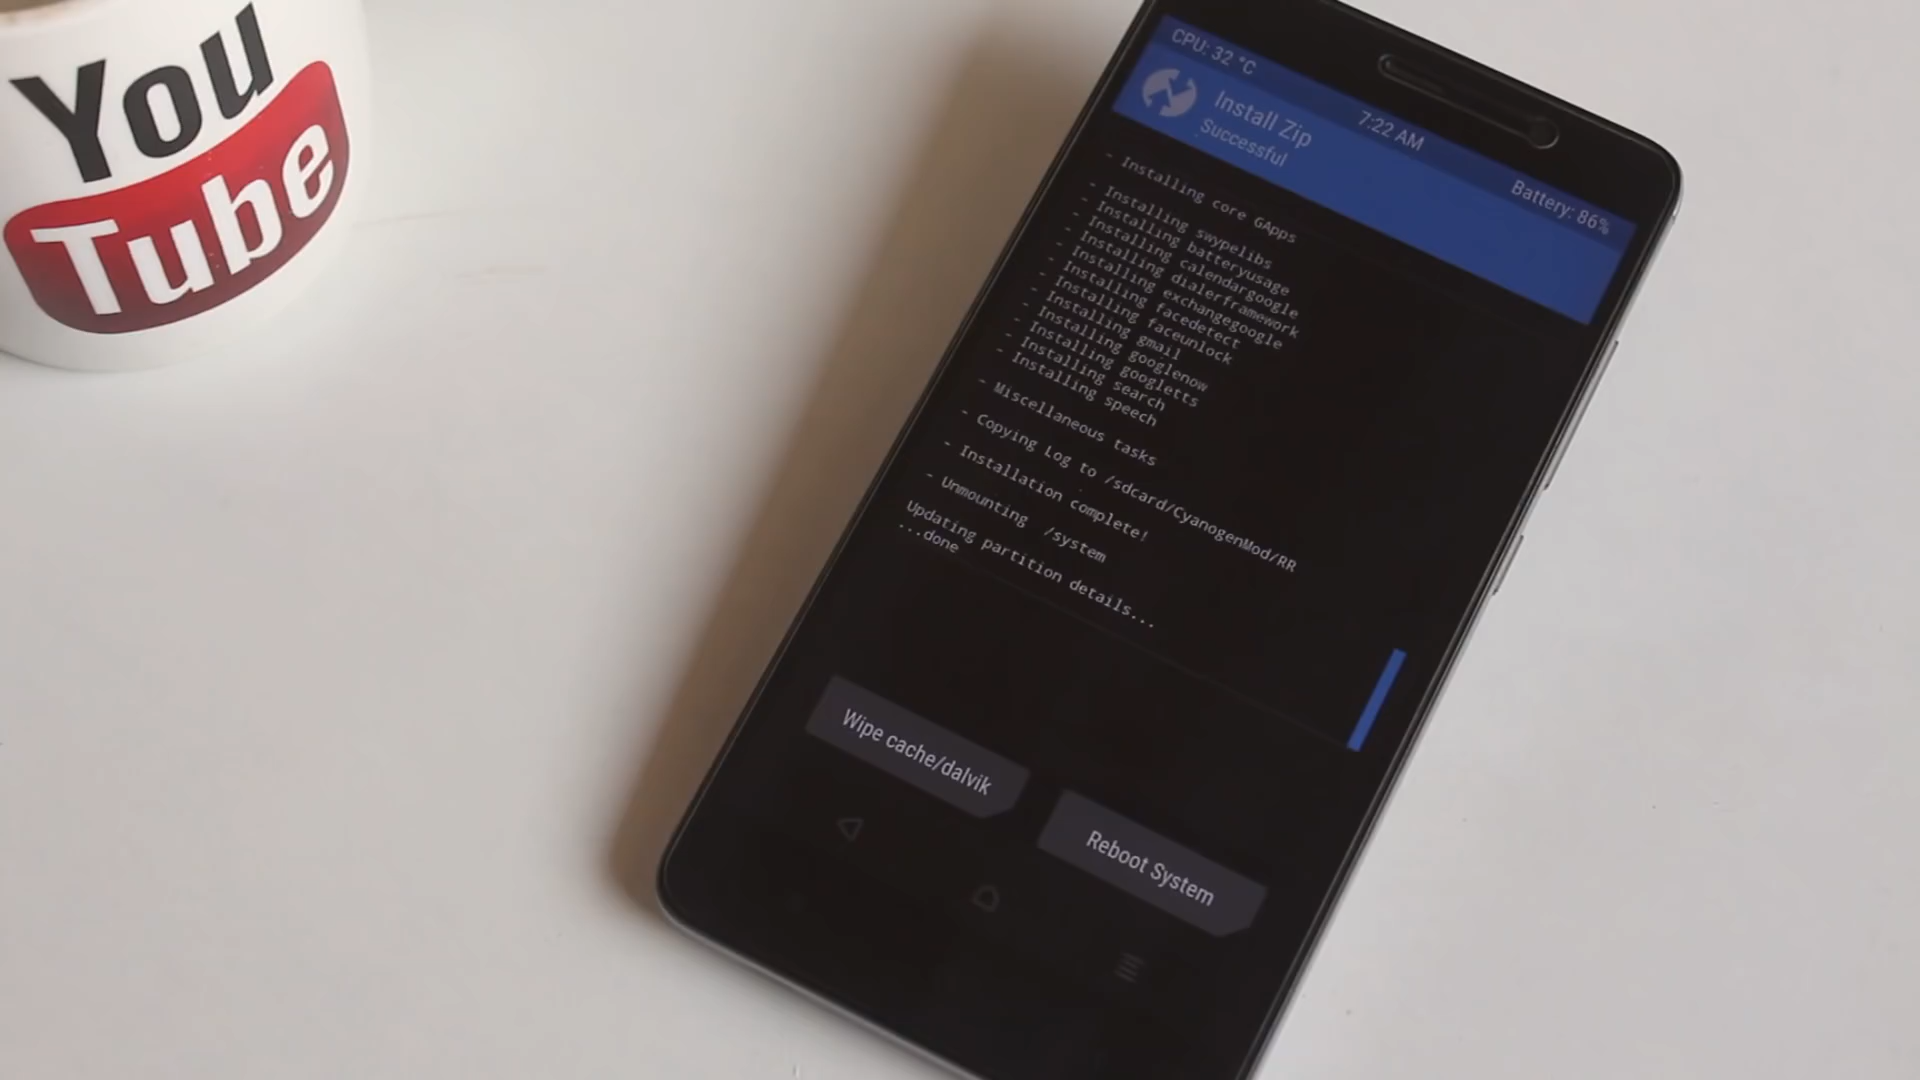 You
Tube
CPU: 32 °C
7:22 AM
Battery: 86%
Install Zip
Successful
- Installing core GApps
- Installing swypelibs
- Installing batteryusage
- Installing calendargoogle
- Installing dialerframework
- Installing exchangegoogle
- Installing facedetect
- Installing faceunlock
- Installing gmail
- Installing googlenow
- Installing googletts
- Installing search
- Installing speech
- Miscellaneous tasks
- Copying Log to /sdcard/CyanogenMod/RR
- Installation complete!
- Unmounting /system
Updating partition details...
...done
Wipe cache/dalvik
Reboot System